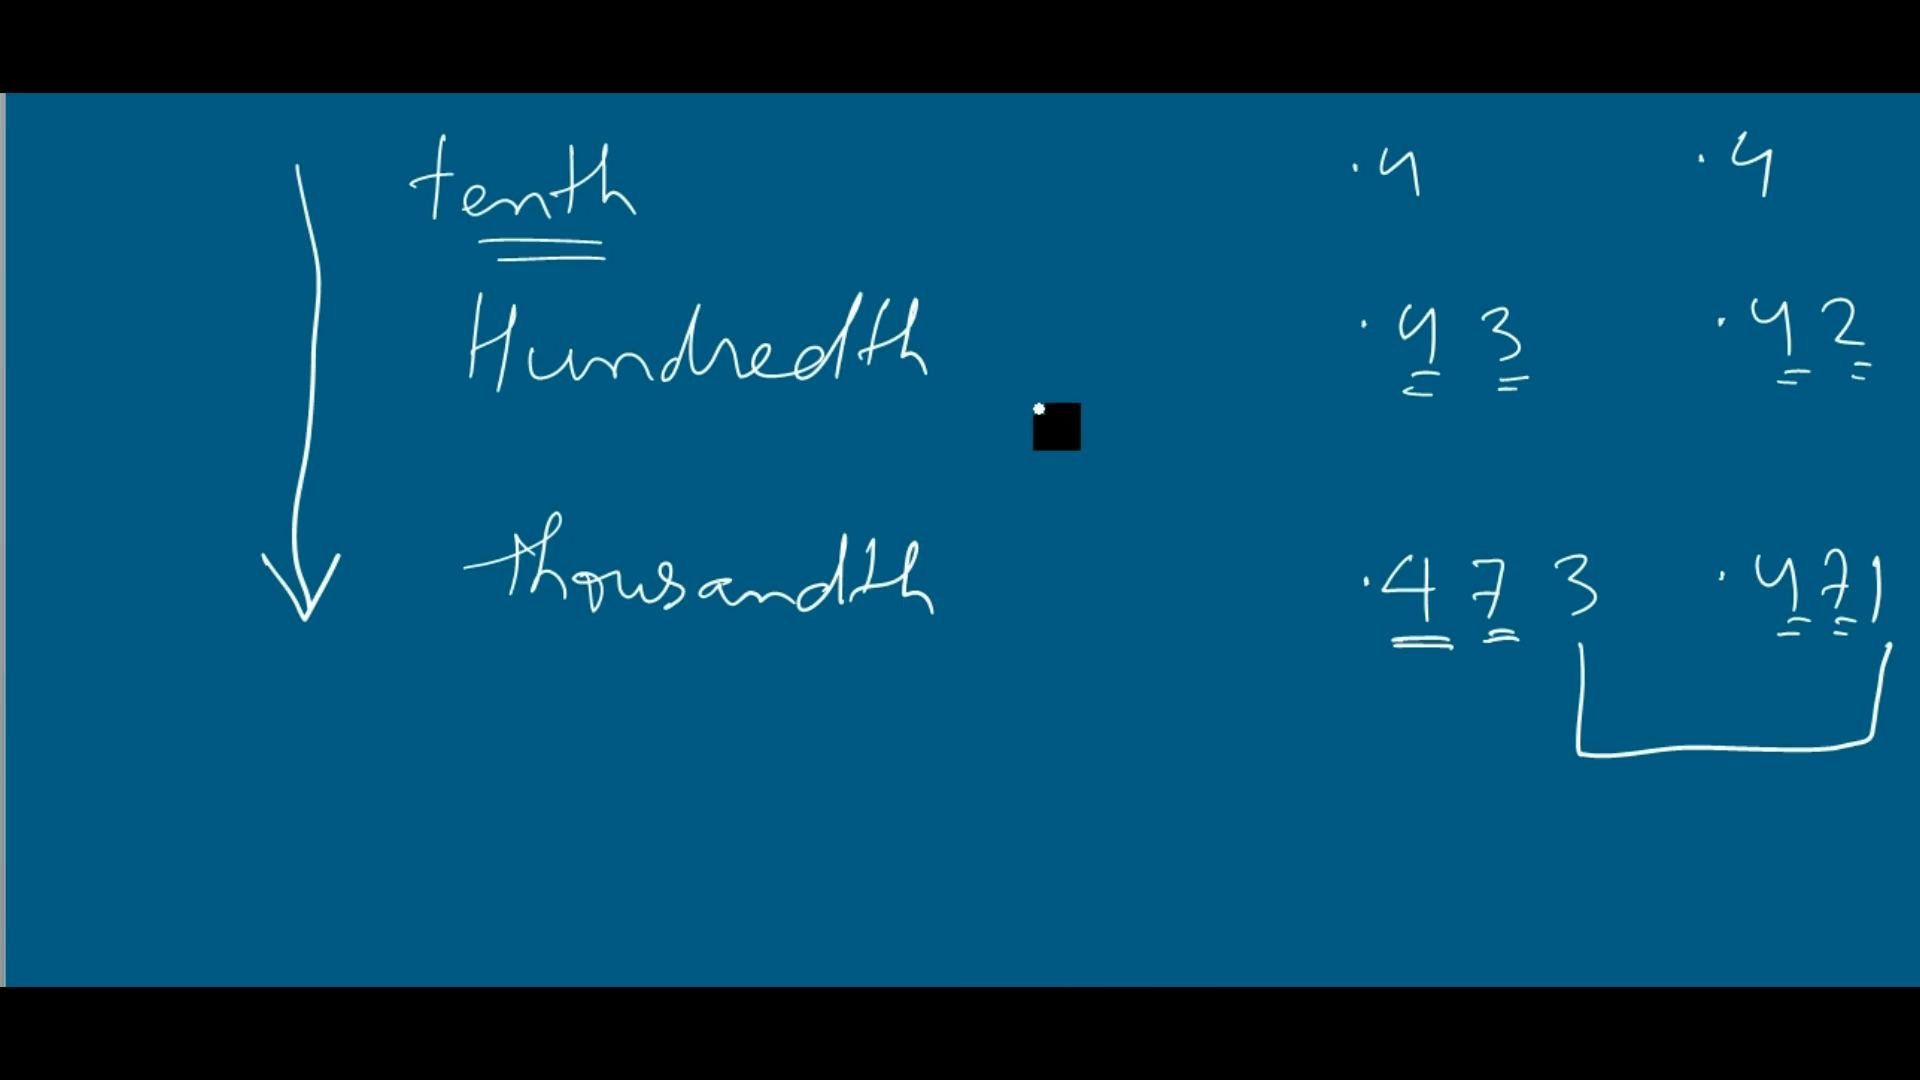 tenth .4 .4
Hundredth .43 .42
thousandth .473 .471